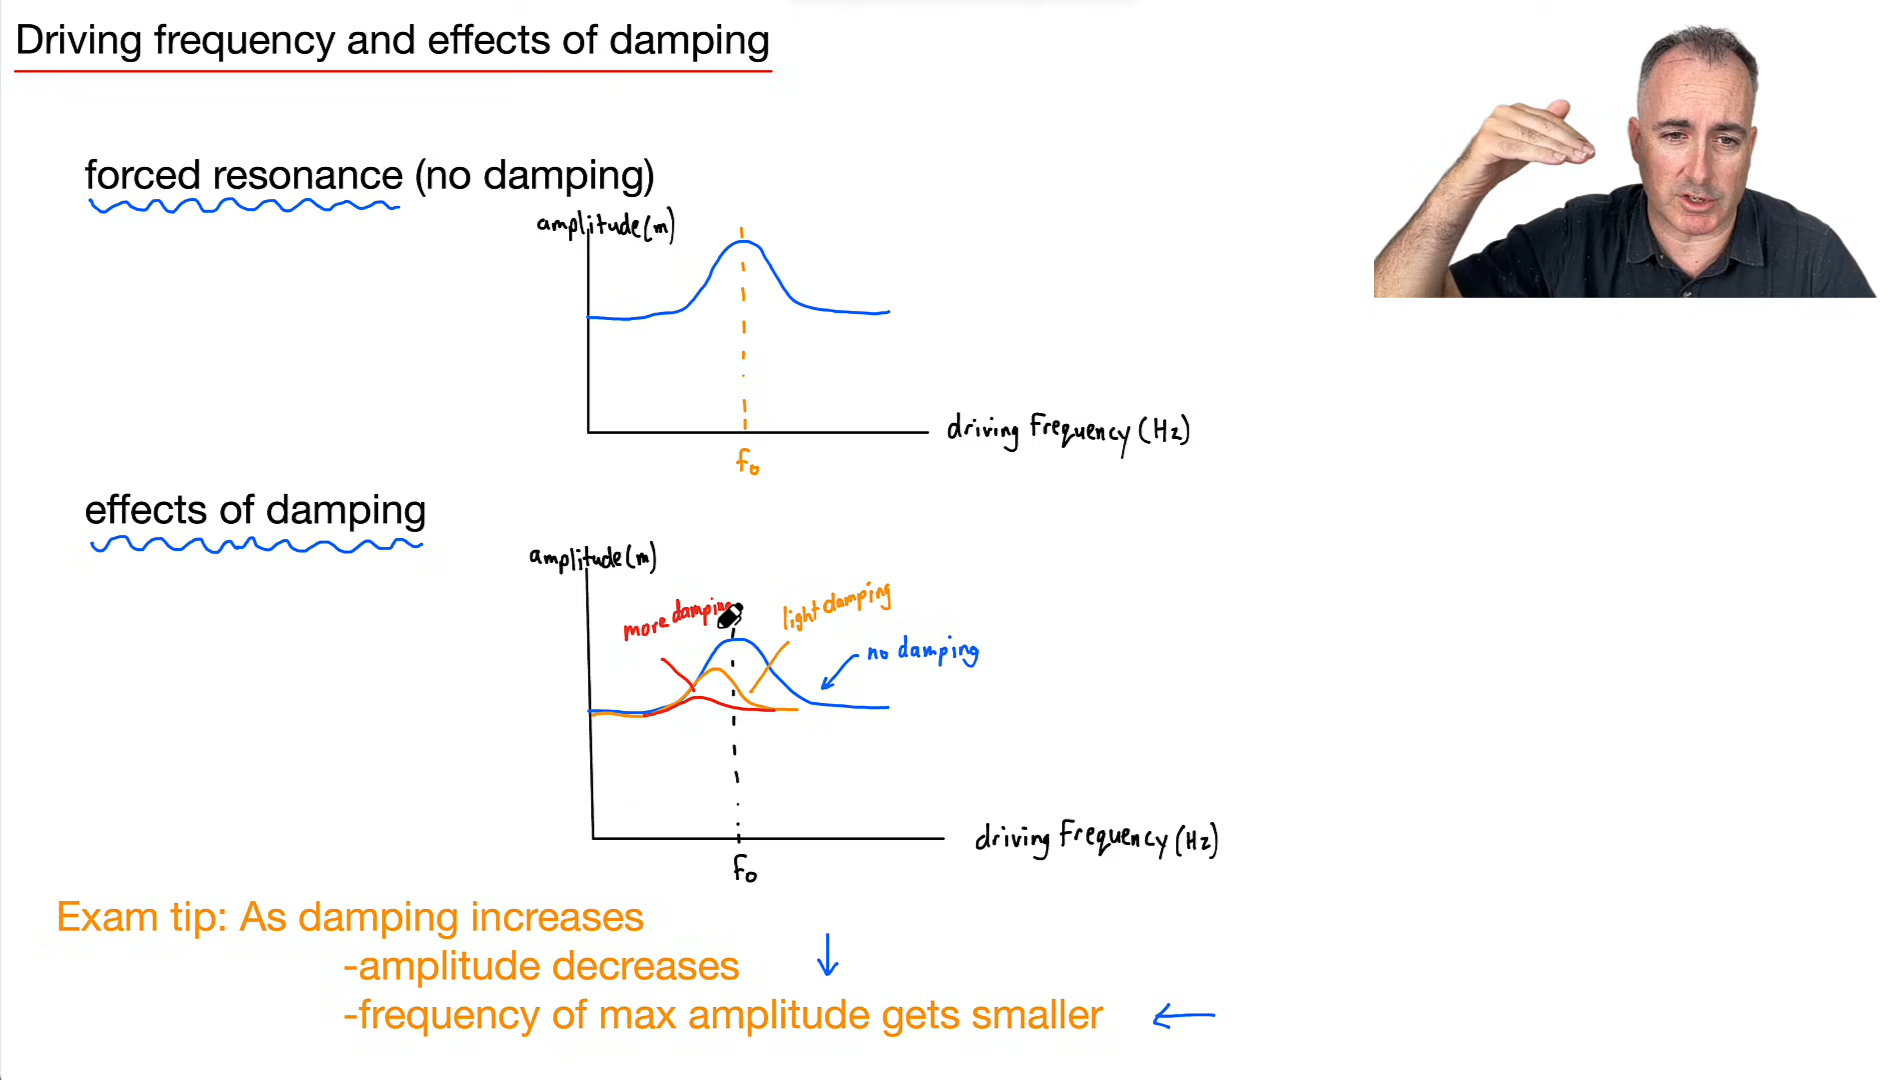 Driving frequency and effects of damping
forced resonance (no damping)
amplitude(m)
driving Frequency (Hz)
fo
effects of damping
amplitude(m)
more damping
light damping
no damping
driving Frequency (Hz)
fo
Exam tip: As damping increases
-amplitude decreases
-frequency of max amplitude gets smaller